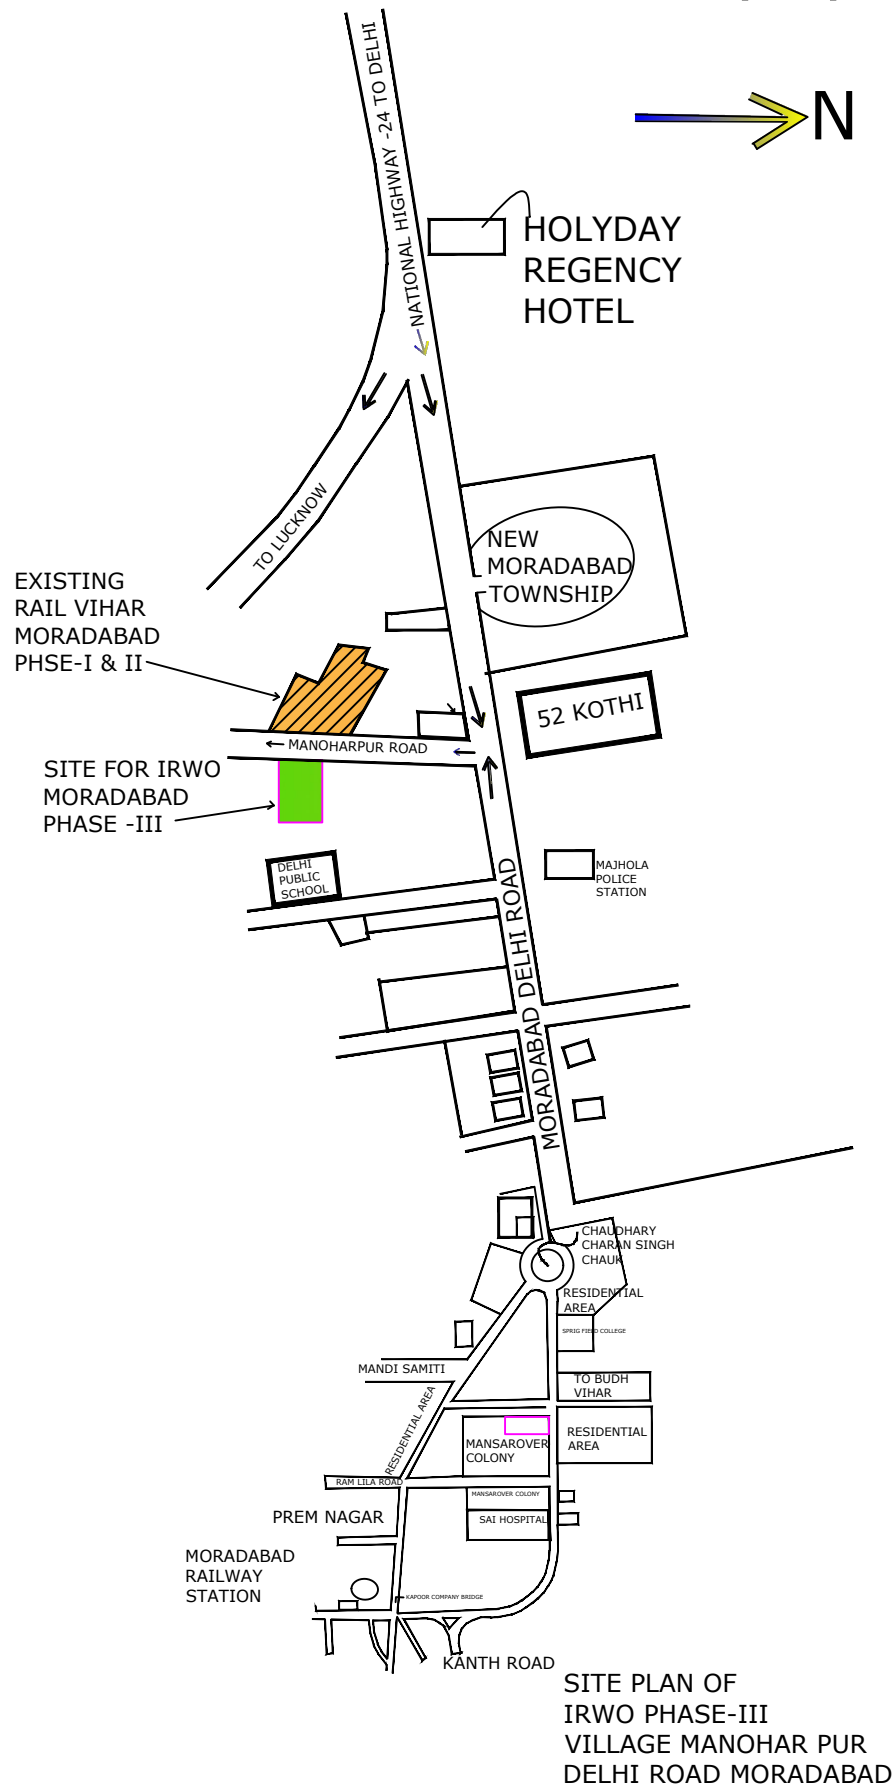 NATIONAL HIGHWAY -24 TO DELHI
N
HOLYDAY
REGENCY
HOTEL
TO LUCKNOW
NEW
MORADABAD
TOWNSHIP
EXISTING
RAIL VIHAR
MORADABAD
PHSE-I & II
52 KOTHI
MANOHARPUR ROAD
SITE FOR IRWO
MORADABAD
PHASE -III
DELHI
PUBLIC
SCHOOL
MAJHOLA
POLICE
STATION
MORADABAD DELHI ROAD
CHAUDHARY
CHARAN SINGH
CHAUK
RESIDENTIAL
AREA
SPRIG FIELD COLLEGE
MANDI SAMITI
TO BUDH
VIHAR
RESIDENTIAL AREA
RESIDENTIAL
AREA
MANSAROVER
COLONY
RAM LILA ROAD
MANSAROVER COLONY
PREM NAGAR
SAI HOSPITAL
MORADABAD
RAILWAY
STATION
KAPOOR COMPANY BRIDGE
KANTH ROAD
SITE PLAN OF
IRWO PHASE-III
VILLAGE MANOHAR PUR
DELHI ROAD MORADABAD